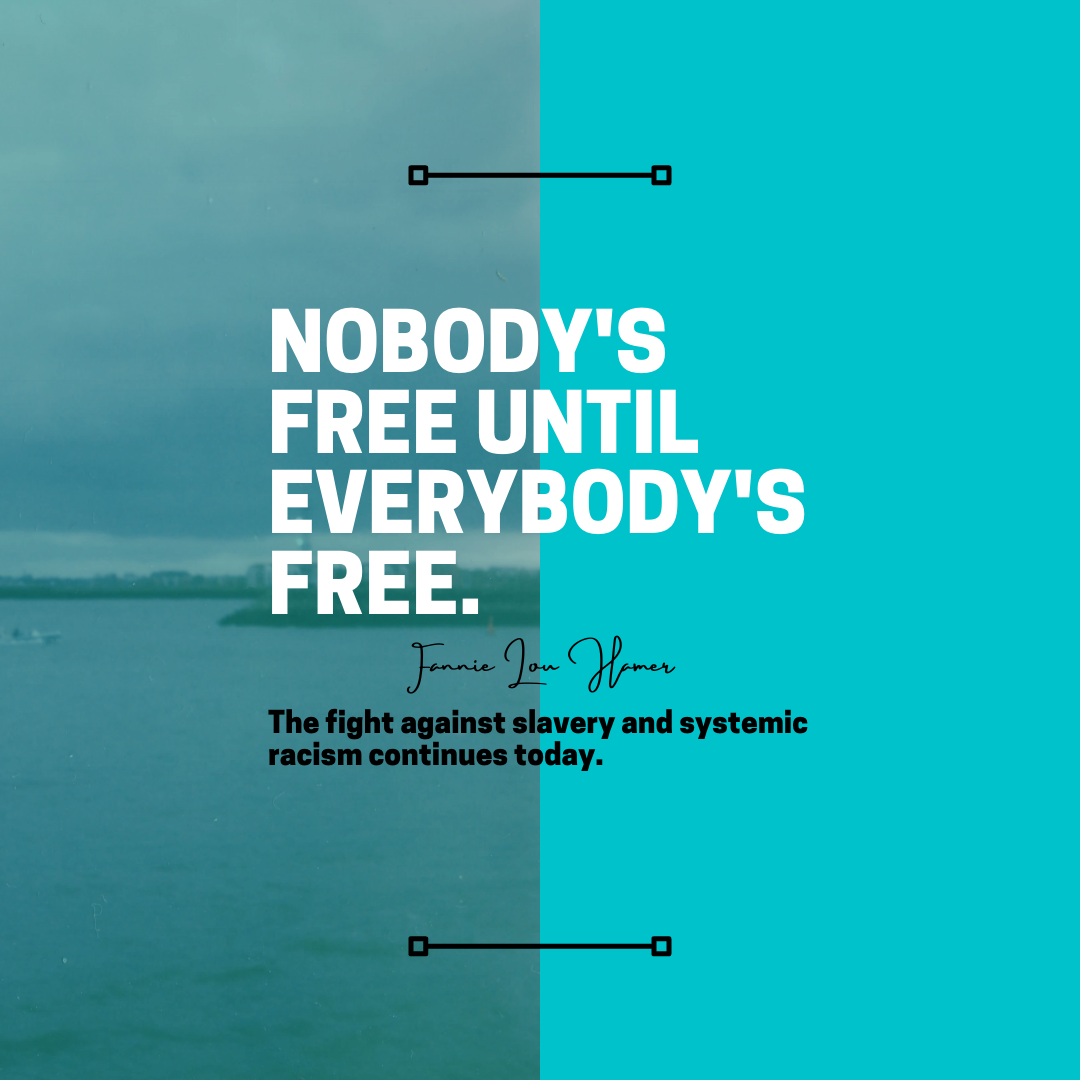 NOBODY'S
FREE UNTIL
EVERYBODY'S
FREE.
Fannie Lou Hamer
The fight against slavery and systemic
racism continues today.